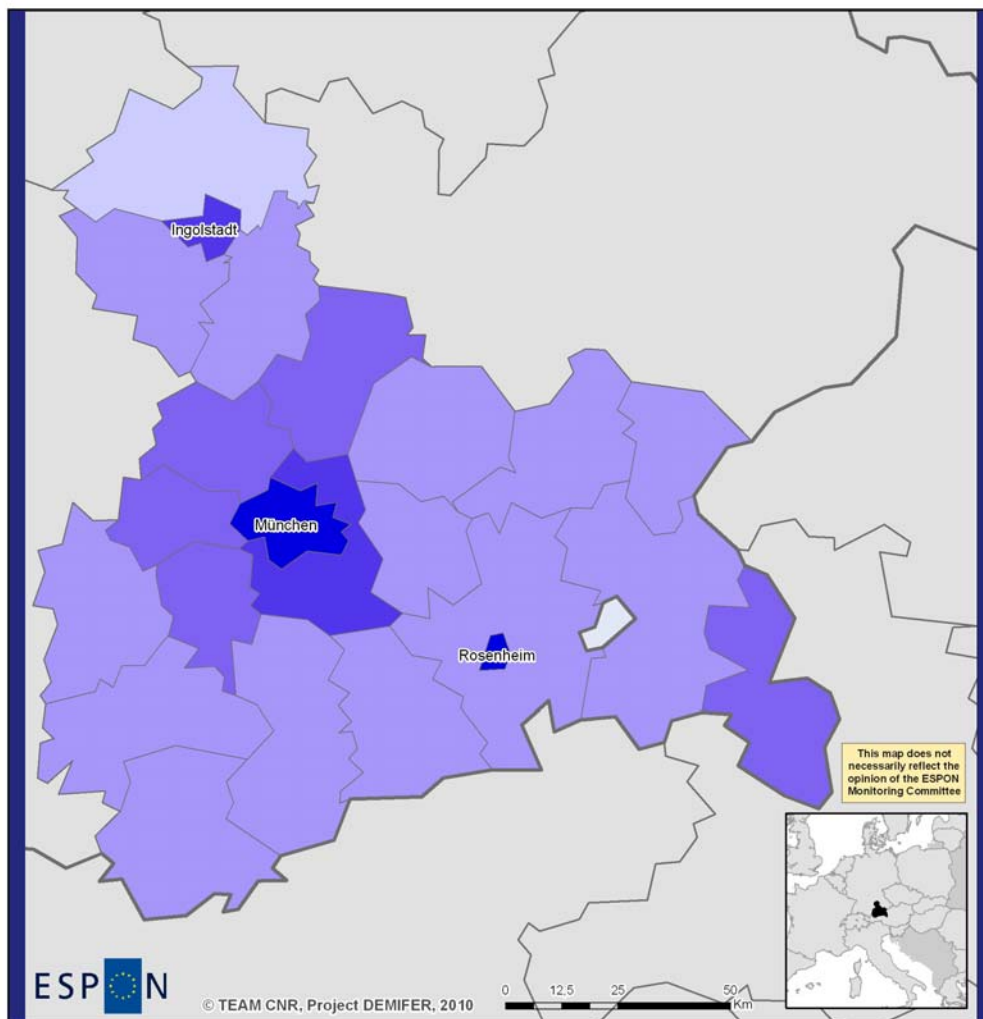 Ingolstadt
München
Rosenheim
This map does not
necessarily reflect the
opinion of the ESPON
Monitoring Committee
ESPON
© TEAM CNR, Project DEMIFER, 2010
0 12,5 25 50
Km